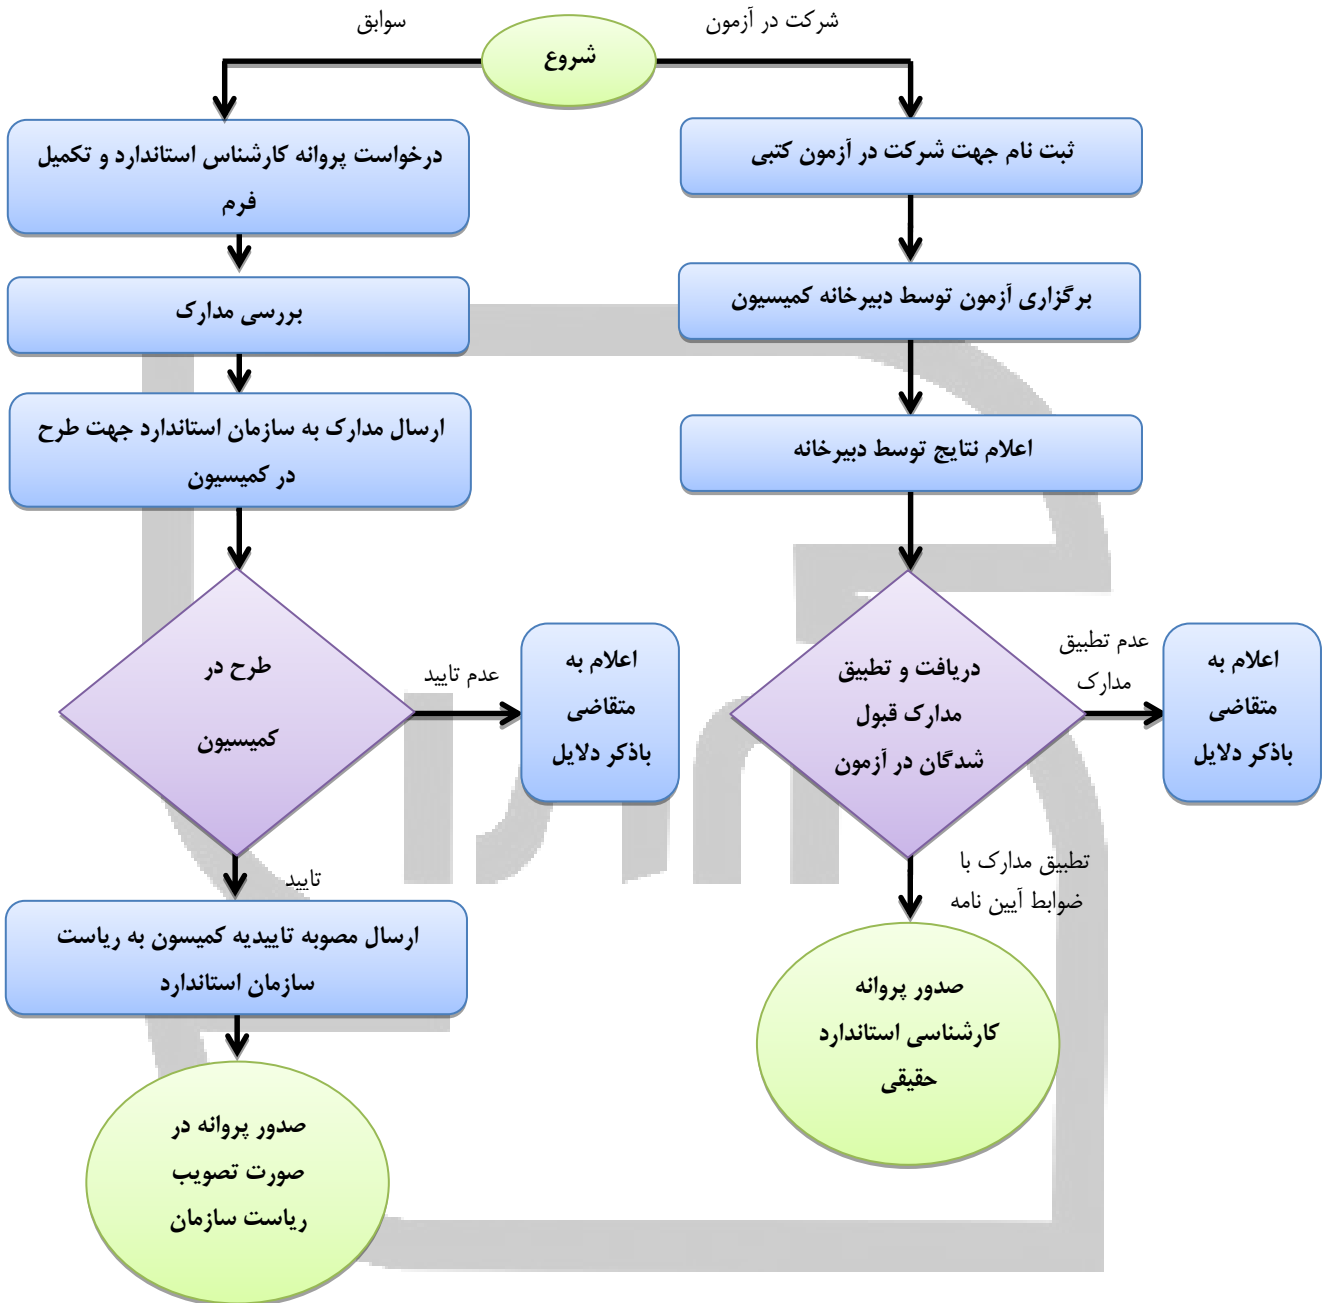 شروع
شرکت در آزمون
ثبت نام جهت شرکت در آزمون کتبی
برگزاری آزمون توسط دبیرخانه کمیسیون
اعلام نتایج توسط دبیرخانه
دریافت و تطبیق
مدارک قبول
شدگان در آزمون
عدم تطبیق
مدارک
اعلام به
متقاضی
باذکر دلایل
تطبیق مدارک با
ضوابط آیین نامه
صدور پروانه
کارشناسی استاندارد
حقیقی
سوابق
درخواست پروانه کارشناس استاندارد و تکمیل
فرم
بررسی مدارک
ارسال مدارک به سازمان استاندارد جهت طرح
در کمیسیون
طرح در
کمیسیون
عدم تایید
اعلام به
متقاضی
باذکر دلایل
تایید
ارسال مصوبه تاییدیه کمیسون به ریاست
سازمان استاندارد
صدور پروانه در
صورت تصویب
ریاست سازمان